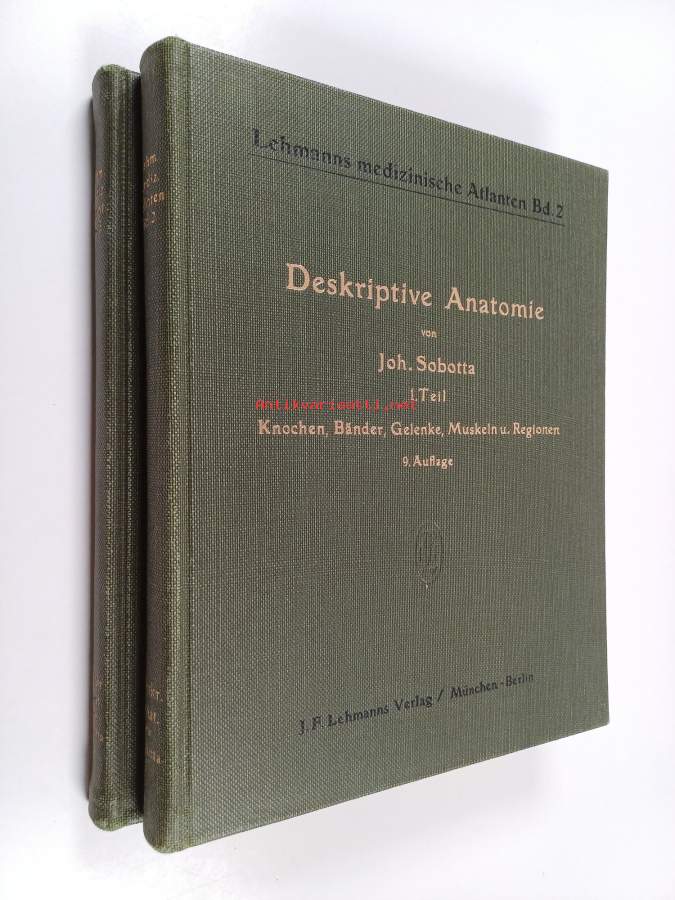 Lehmanns medizinische Atlanten Bd. 2
Deskriptive Anatomie
von
Joh. Sobotta
I. Teil
Antikvariaatti.net
Knochen, Bänder, Gelenke, Muskeln u. Regionen
9. Auflage
J. F. Lehmanns Verlag / München-Berlin